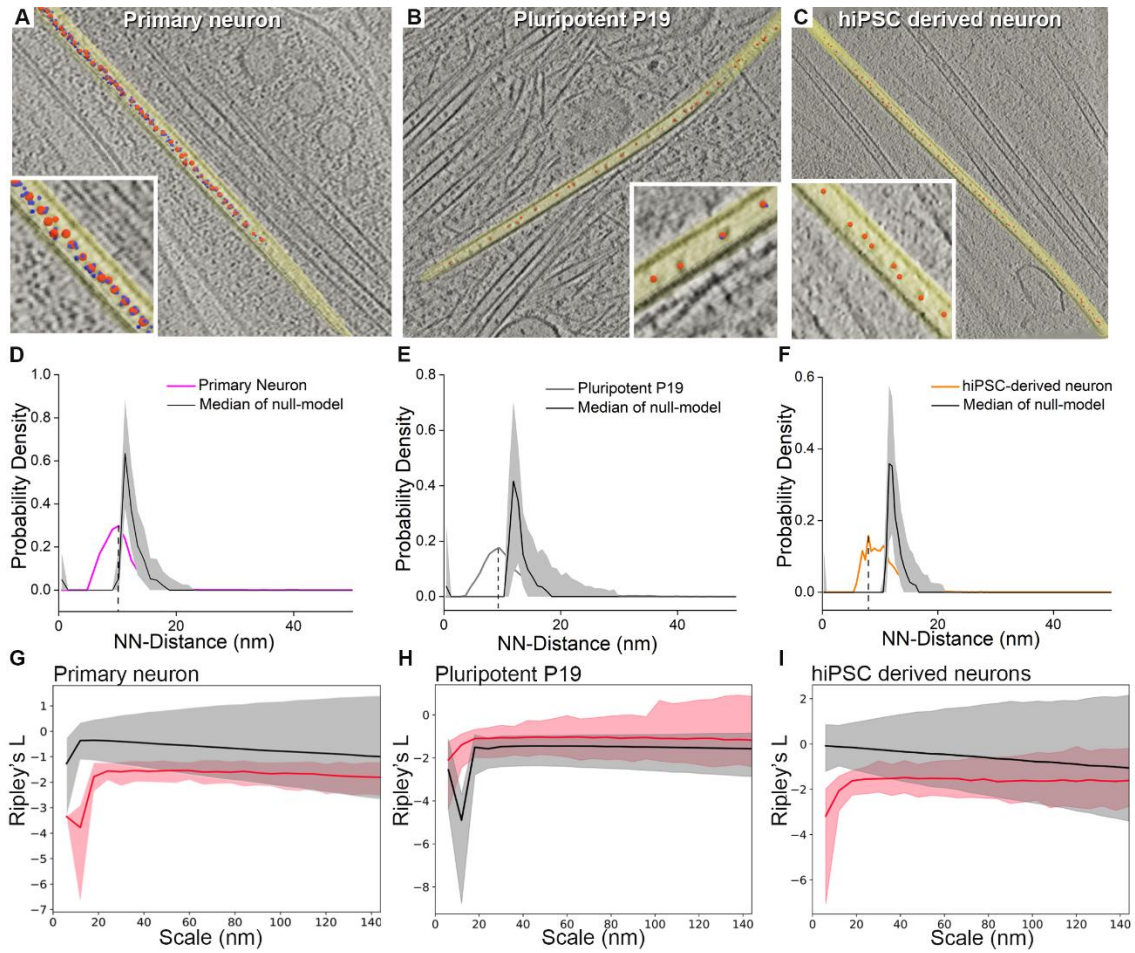 A Primary neuron
B Pluripotent P19
C hiPSC derived neuron
D
1.0
0.8
0.6
0.4
0.2
0.0
Probability Density
Primary Neuron
Median of null-model
0 20 40
NN-Distance (nm)
E
0.8
0.6
0.4
0.2
0.0
Probability Density
Pluripotent P19
Median of null-model
0 20 40
NN-Distance (nm)
F
0.6
0.4
0.2
0.0
Probability Density
hiPSC-derived neuron
Median of null-model
0 20 40
NN-Distance (nm)
G Primary neuron
1
0
−1
−2
−3
−4
−5
−6
−7
Ripley's L
0 20 40 60 80 100 120 140
Scale (nm)
H Pluripotent P19
0
−2
−4
−6
−8
Ripley's L
0 20 40 60 80 100 120 140
Scale (nm)
I hiPSC derived neurons
2
0
−2
−4
−6
Ripley's L
0 20 40 60 80 100 120 140
Scale (nm)